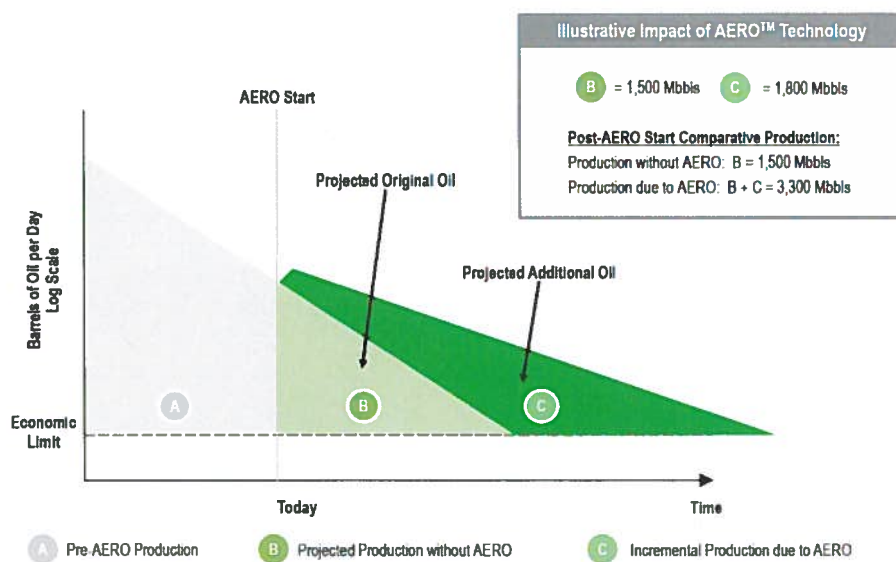 Illustrative Impact of AERO™ Technology
B = 1,500 Mbbls C = 1,800 Mbbls
Post-AERO Start Comparative Production:
Production without AERO: B = 1,500 Mbbls
Production due to AERO: B + C = 3,300 Mbbls
AERO Start
Projected Original Oil
Projected Additional Oil
Barrels of Oil per Day
Log Scale
A
B
C
Economic
Limit
Today
Time
A Pre-AERO Production
B Projected Production without AERO
C Incremental Production due to AERO